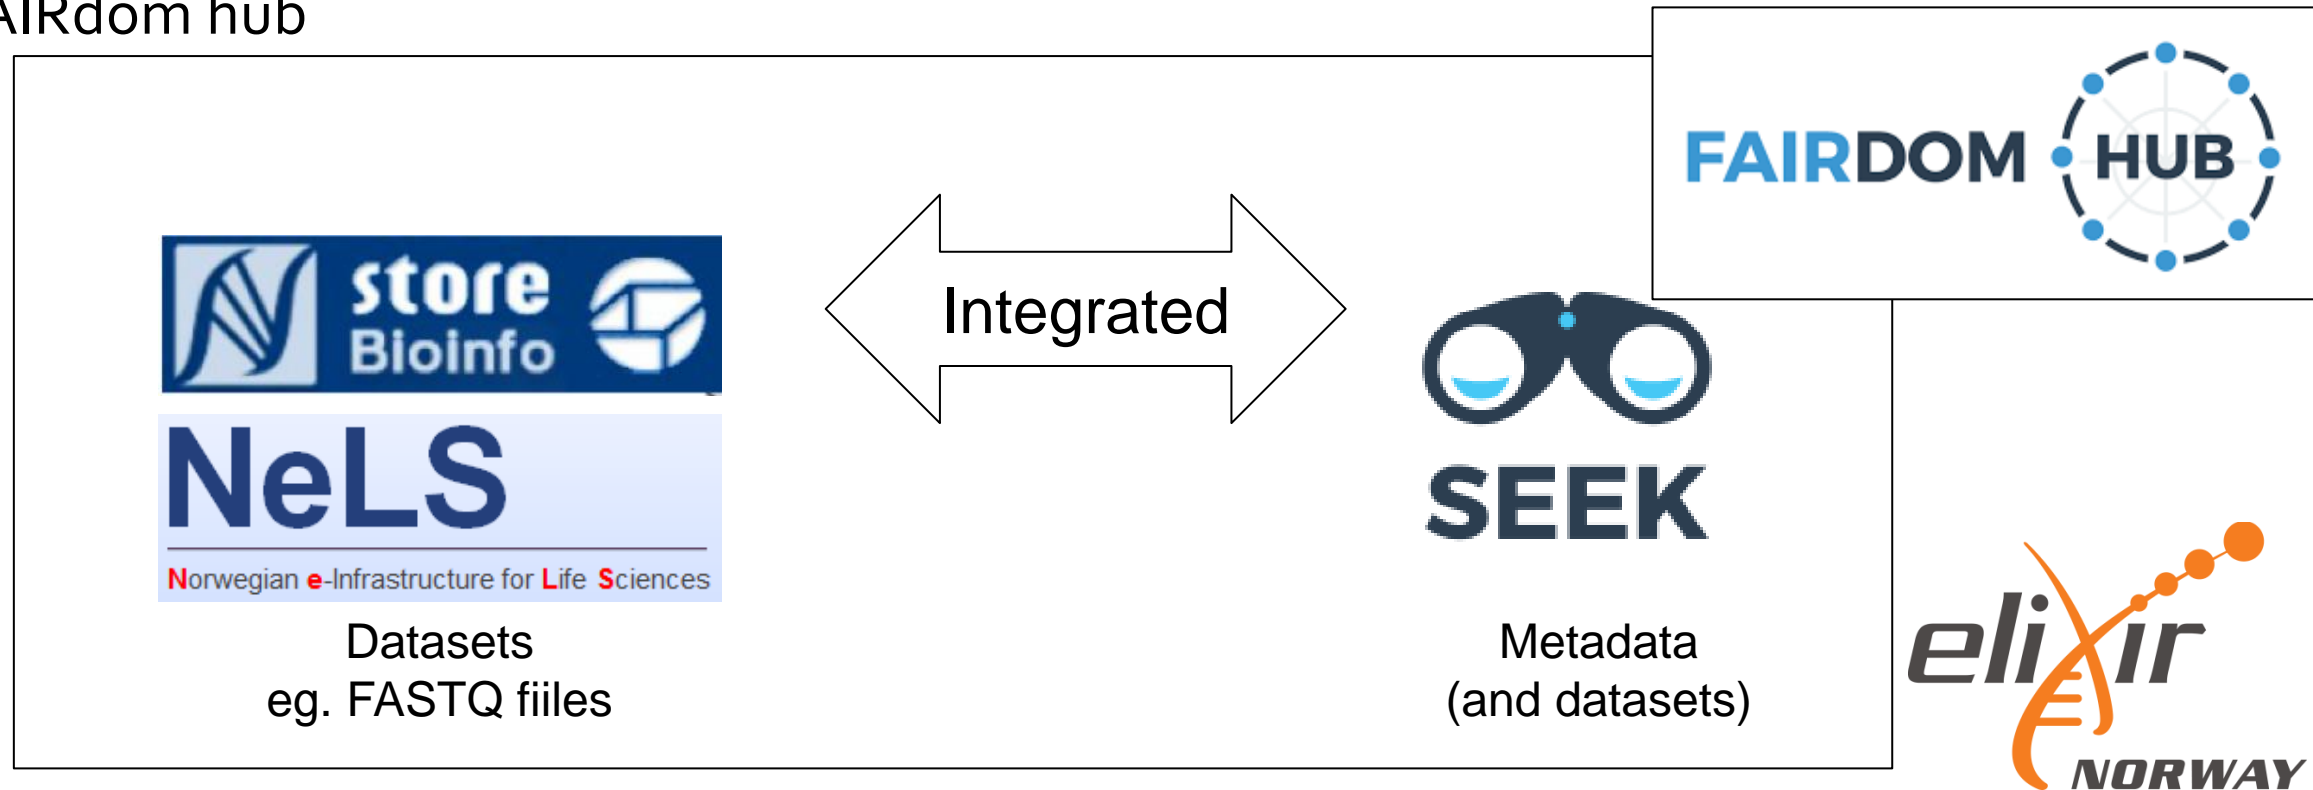 AIRdom hub
FAIRDOM HUB
store
Bioinfo
Integrated
NeLS
Norwegian e-Infrastructure for Life Sciences
SEEK
Datasets
eg. FASTQ fiiles
Metadata
(and datasets)
elixir
NORWAY